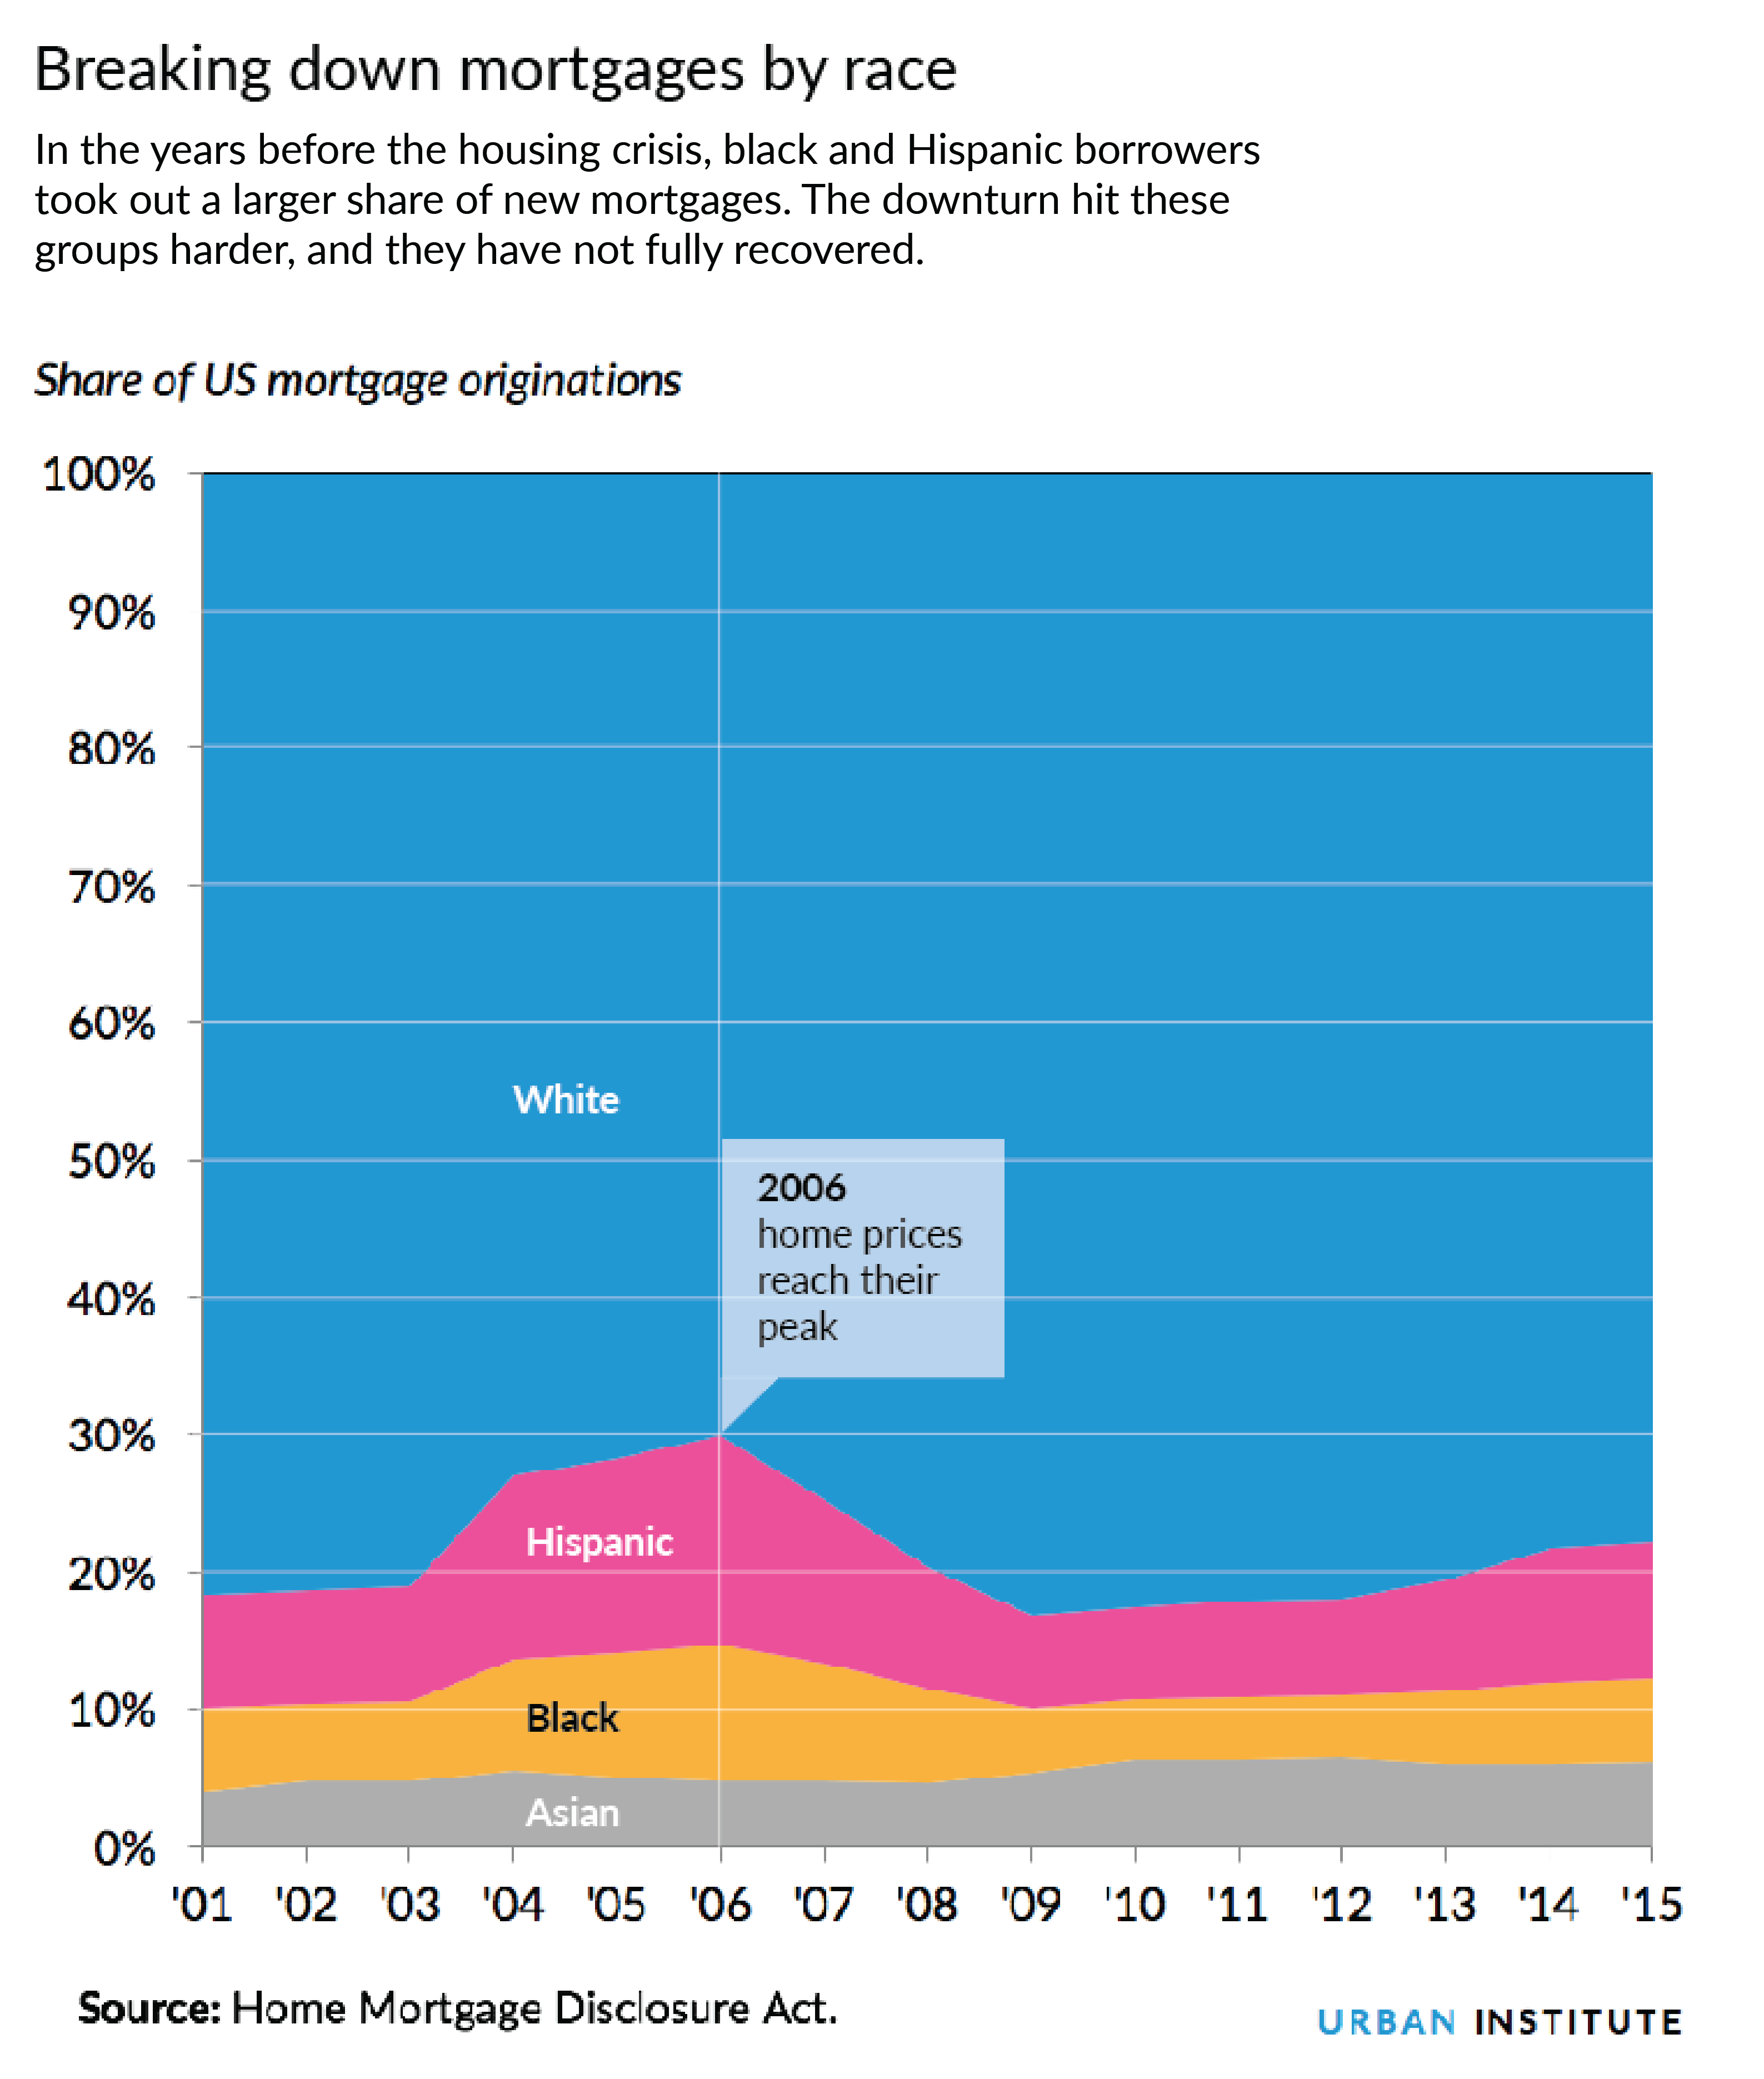 Breaking down mortgages by race
In the years before the housing crisis, black and Hispanic borrowers
took out a larger share of new mortgages. The downturn hit these
groups harder, and they have not fully recovered.
Share of US mortgage originations
100%
90%
80%
70%
60%
White
50%
2006
home prices
reach their
peak
40%
30%
Hispanic
20%
Black
10%
Asian
0%
'01 '02 '03 '04 '05 '06 '07 '08 '09 '10 '11 '12 '13 '14 '15
Source: Home Mortgage Disclosure Act.
URBAN INSTITUTE